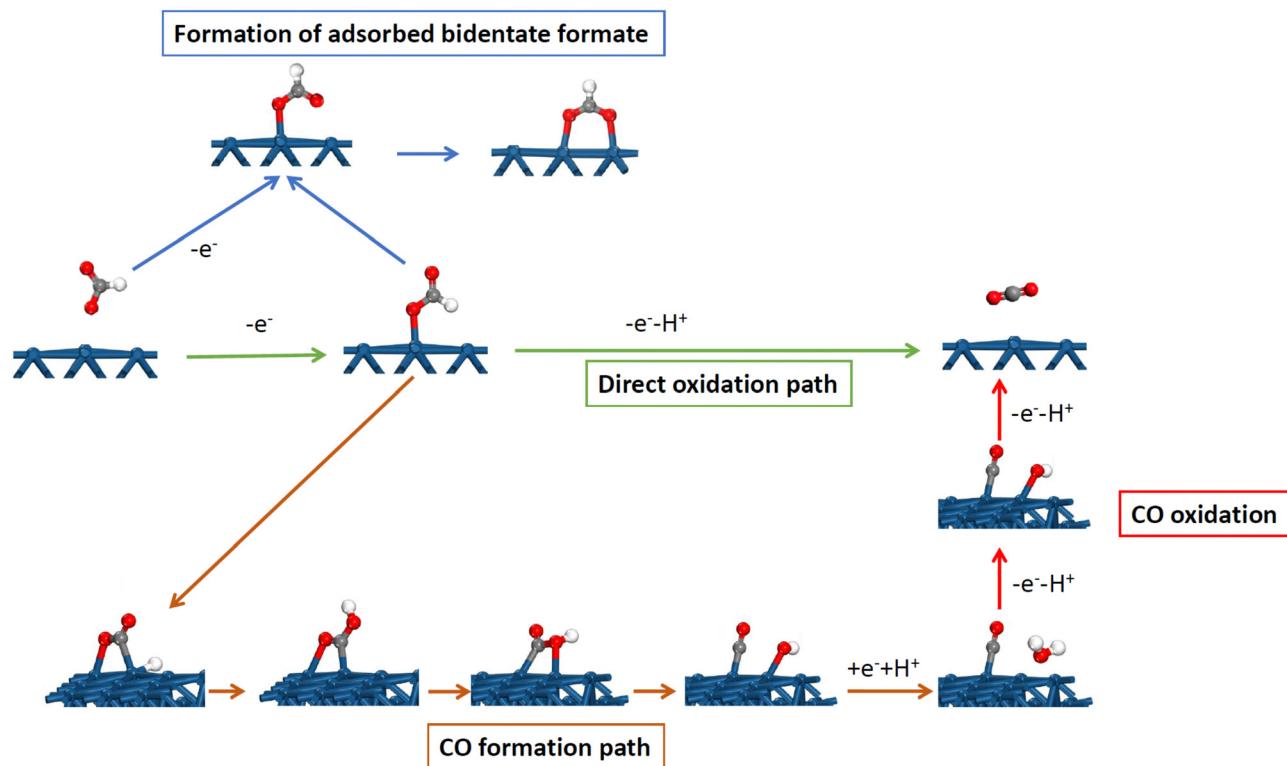 Formation of adsorbed bidentate formate
-e⁻
-e⁻
-e⁻-H⁺
Direct oxidation path
-e⁻-H⁺
CO oxidation
-e⁻-H⁺
+e⁻+H⁺
CO formation path